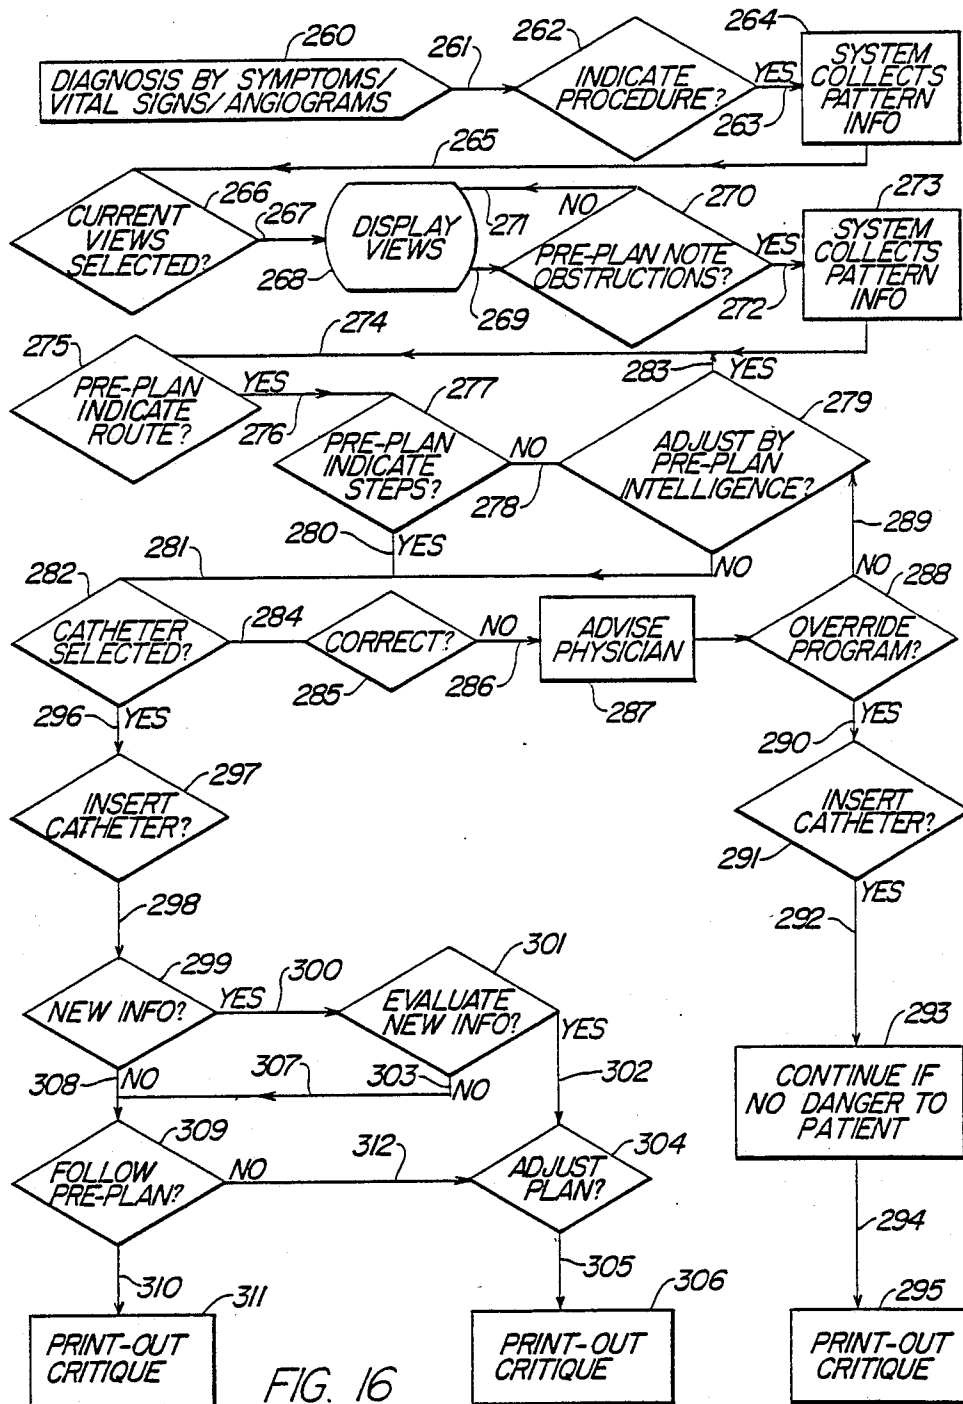 260
261
262
264
DIAGNOSIS BY SYMPTOMS/
VITAL SIGNS/ANGIOGRAMS
INDICATE
PROCEDURE?
YES
263
SYSTEM
COLLECTS
PATTERN
INFO
265
266
CURRENT
VIEWS
SELECTED?
267
268
DISPLAY
VIEWS
271
NO
270
269
PRE-PLAN NOTE
OBSTRUCTIONS?
YES
272
273
SYSTEM
COLLECTS
PATTERN
INFO
274
275
PRE-PLAN
INDICATE
ROUTE?
YES
276
277
PRE-PLAN
INDICATE
STEPS?
NO
278
283
YES
279
ADJUST BY
PRE-PLAN
INTELLIGENCE?
280
YES
NO
289
281
282
CATHETER
SELECTED?
284
CORRECT?
285
NO
286
ADVISE
PHYSICIAN
287
NO
288
OVERRIDE
PROGRAM?
296
YES
290
YES
297
INSERT
CATHETER?
INSERT
CATHETER?
291
YES
292
298
299
NEW INFO?
YES
300
301
EVALUATE
NEW INFO?
YES
302
303
NO
307
308
NO
293
CONTINUE IF
NO DANGER TO
PATIENT
309
FOLLOW
PRE-PLAN?
NO
312
304
ADJUST
PLAN?
294
310
311
PRINT-OUT
CRITIQUE
305
306
PRINT-OUT
CRITIQUE
295
PRINT-OUT
CRITIQUE
FIG. 16